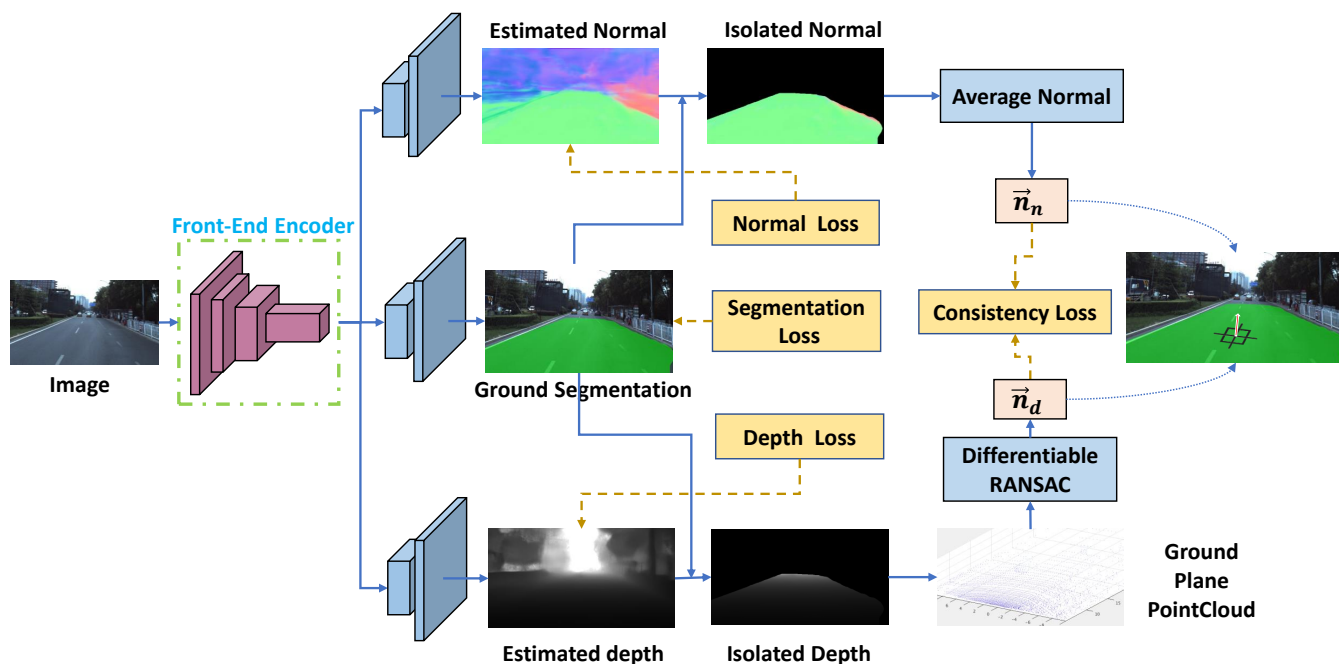 Estimated Normal
Isolated Normal
Average Normal
Front-End Encoder
Normal Loss
n⃗n
Image
Ground Segmentation
Segmentation
Loss
Consistency Loss
n⃗d
Depth Loss
Differentiable
RANSAC
Estimated depth
Isolated Depth
Ground
Plane
PointCloud